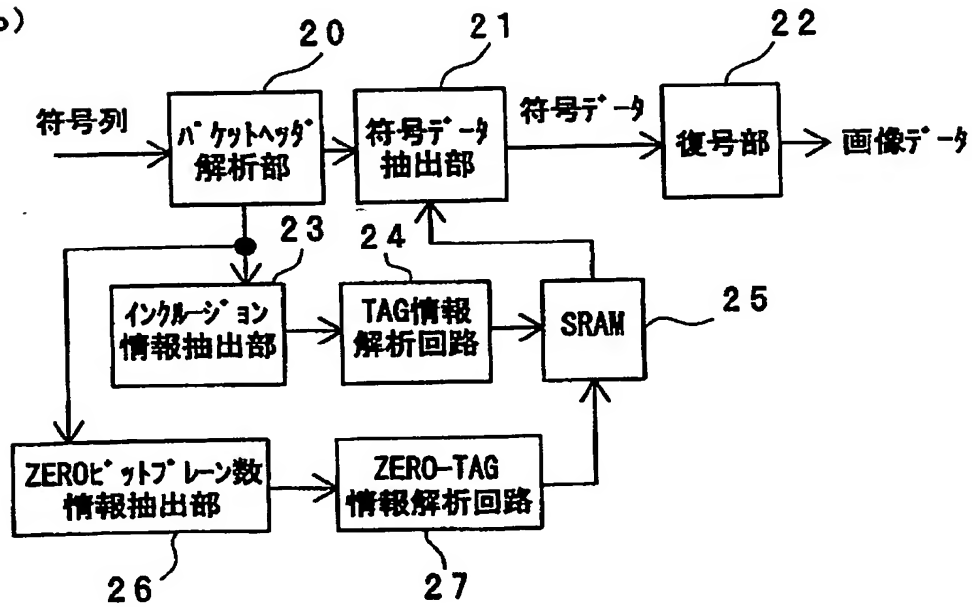 b)
20
21
22
符号列
パケットヘッダ
解析部
符号データ
抽出部
符号データ
復号部
画像データ
23
24
25
インクルージョン
情報抽出部
TAG情報
解析回路
SRAM
ZEROビットプレーン数
情報抽出部
ZERO-TAG
情報解析回路
26
27